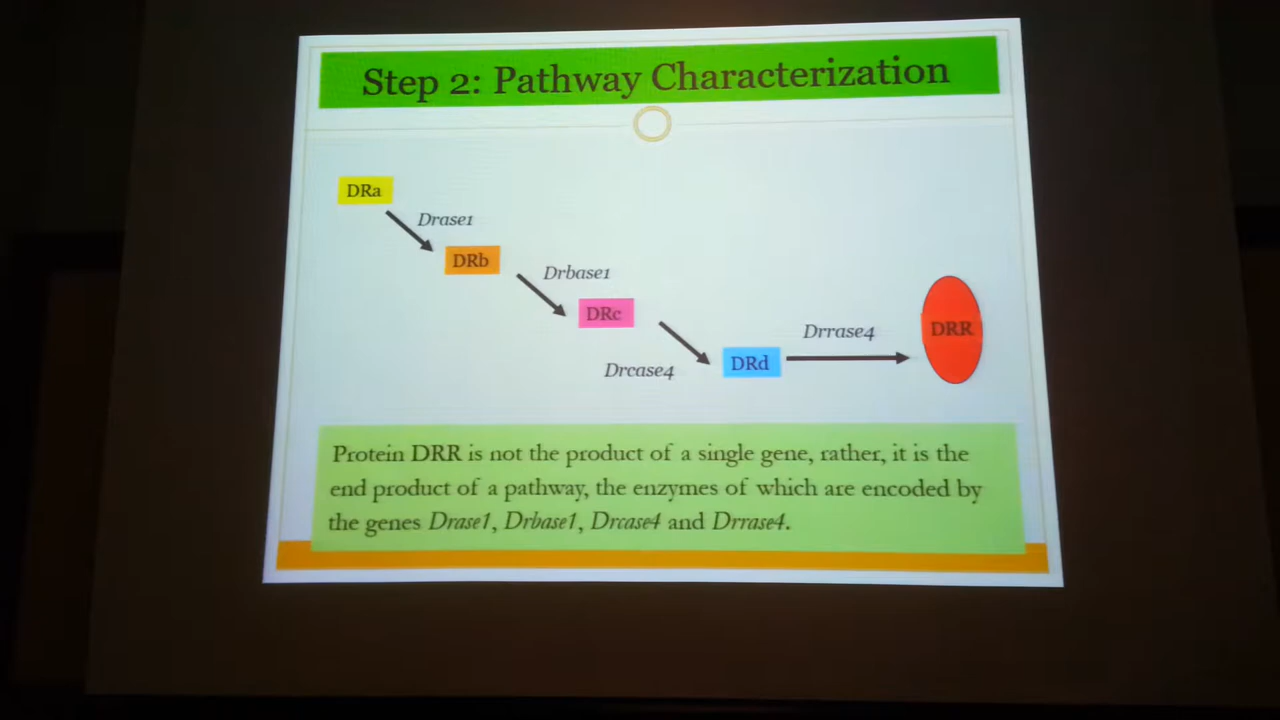 Step 2: Pathway Characterization
DRa
Drase1
DRb
Drbase1
DRc
Drcase4
DRd
Drrase4
DRR
Protein DRR is not the product of a single gene, rather, it is the
end product of a pathway, the enzymes of which are encoded by
the genes Drase1, Drbase1, Drcase4 and Drrase4.